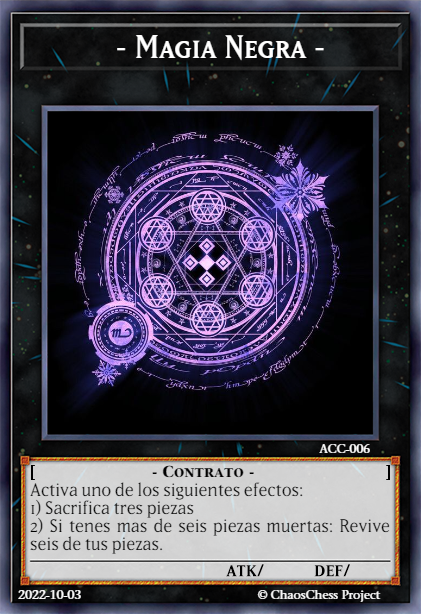 - Magia Negra -
ACC-006
[ - Contrato - ]
Activa uno de los siguientes efectos:
1) Sacrifica tres piezas
2) Si tenes mas de seis piezas muertas: Revive
seis de tus piezas.
ATK/ DEF/
2022-10-03 © ChaosChess Project